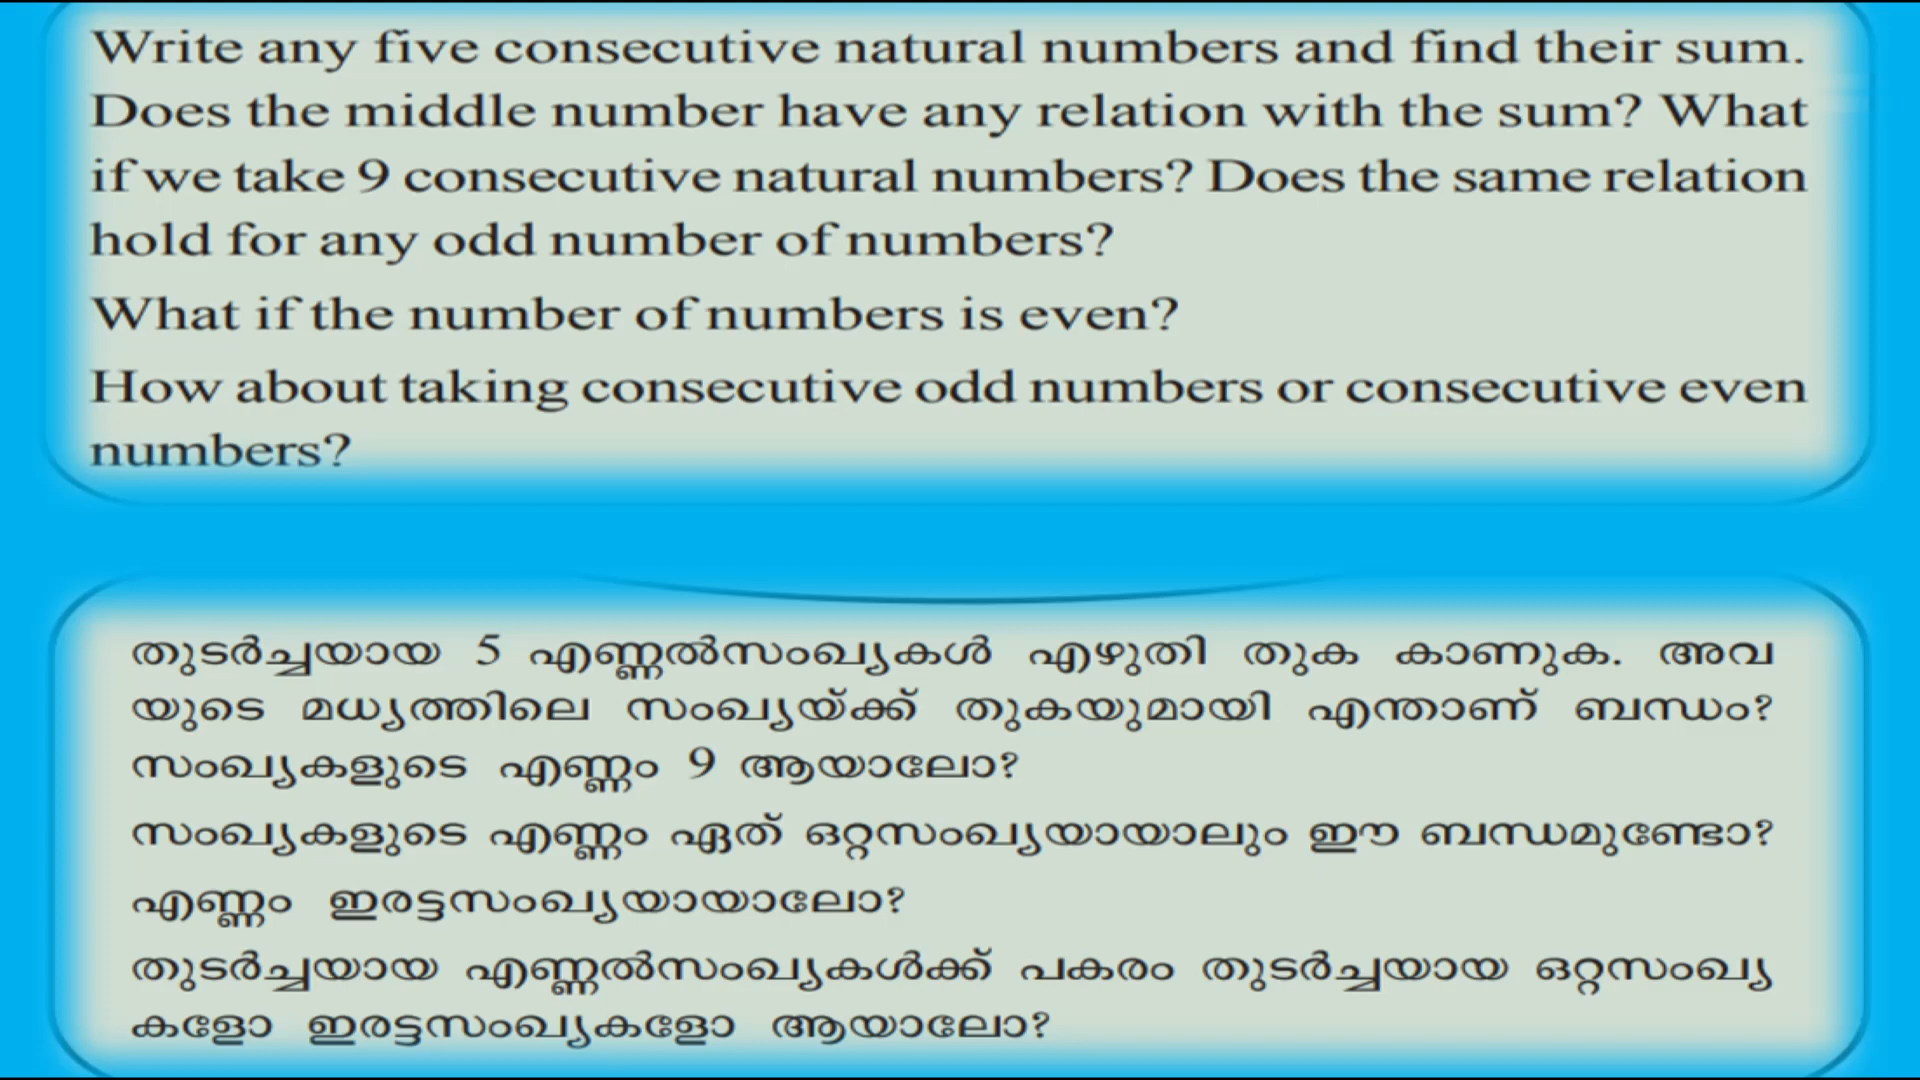 Write any five consecutive natural numbers and find their sum.
Does the middle number have any relation with the sum? What
if we take 9 consecutive natural numbers? Does the same relation
hold for any odd number of numbers?
What if the number of numbers is even?
How about taking consecutive odd numbers or consecutive even
numbers?
തുടർച്ചയായ 5 എണ്ണൽസംഖ്യകൾ എഴുതി തുക കാണുക. അവ
യുടെ മധ്യത്തിലെ സംഖ്യയ്ക്ക് തുകയുമായി എന്താണ് ബന്ധം?
സംഖ്യകളുടെ എണ്ണം 9 ആയാലോ?
സംഖ്യകളുടെ എണ്ണം ഏത് ഒറ്റസംഖ്യയായാലും ഈ ബന്ധമുണ്ടോ?
എണ്ണം ഇരട്ടസംഖ്യയായാലോ?
തുടർച്ചയായ എണ്ണൽസംഖ്യകൾക്ക് പകരം തുടർച്ചയായ ഒറ്റസംഖ്യ
കളോ ഇരട്ടസംഖ്യകളോ ആയാലോ?